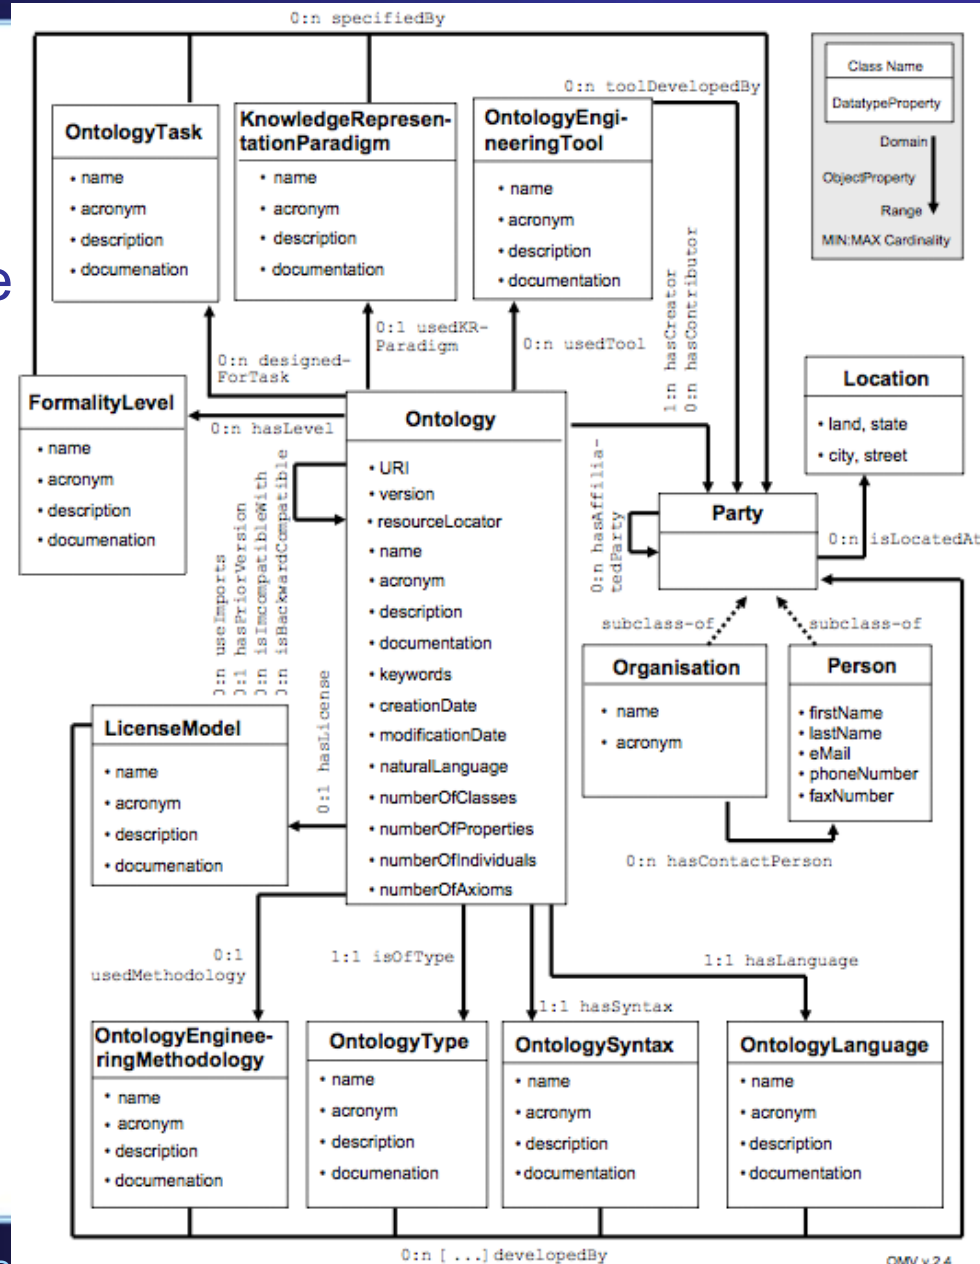 0:n specifiedBy
Class Name
DatatypeProperty
Domain
ObjectProperty
Range
MIN:MAX Cardinality
0:n toolDevelopedBy
OntologyTask
• name
• acronym
• description
• documenation
KnowledgeRepresen-
tationParadigm
• name
• acronym
• description
• documentation
OntologyEngi-
neeringTool
• name
• acronym
• description
• documentation
e
0:n designed-
ForTask
0:1 usedKR-
Paradigm
0:n usedTool
1:n hasCreator
0:n hasContributor
Location
• land, state
• city, street
FormalityLevel
• name
• acronym
• description
• documenation
0:n hasLevel
Ontology
• URI
• version
• resourceLocator
• name
• acronym
• description
• documentation
• keywords
• creationDate
• modificationDate
• naturalLanguage
• numberOfClasses
• numberOfProperties
• numberOfIndividuals
• numberOfAxioms
0:n useImports
0:1 hasPriorVersion
0:n isImcompatibleWith
0:n isBackwardCompatible
0:n hasAffilia-
tedParty
Party
0:n isLocatedAt
subclass-of
subclass-of
Organisation
• name
• acronym
Person
• firstName
• lastName
• eMail
• phoneNumber
• faxNumber
0:n hasContactPerson
LicenseModel
• name
• acronym
• description
• documenation
0:1 hasLicense
0:1
usedMethodology
1:1 isOfType
1:1 hasSyntax
1:1 hasLanguage
OntologyEnginee-
ringMethodology
• name
• acronym
• description
• documenation
OntologyType
• name
• acronym
• description
• documenation
OntologySyntax
• name
• acronym
• description
• documentation
OntologyLanguage
• name
• acronym
• description
• documentation
0:n [...]developedBy
OMV v 2.4